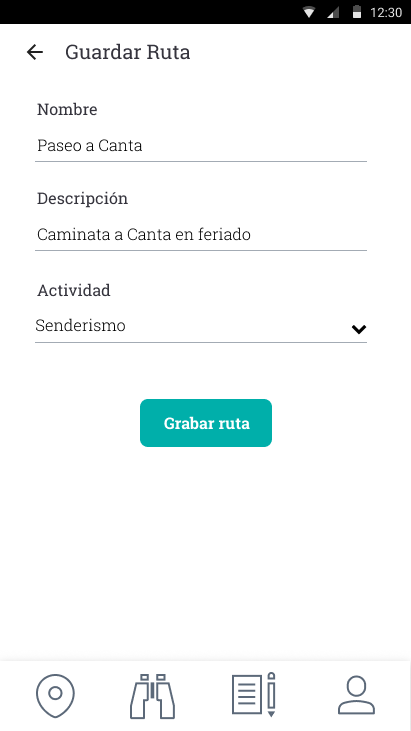 12:30
Guardar Ruta
Nombre
Paseo a Canta
Descripción
Caminata a Canta en feriado
Actividad
Senderismo
Grabar ruta